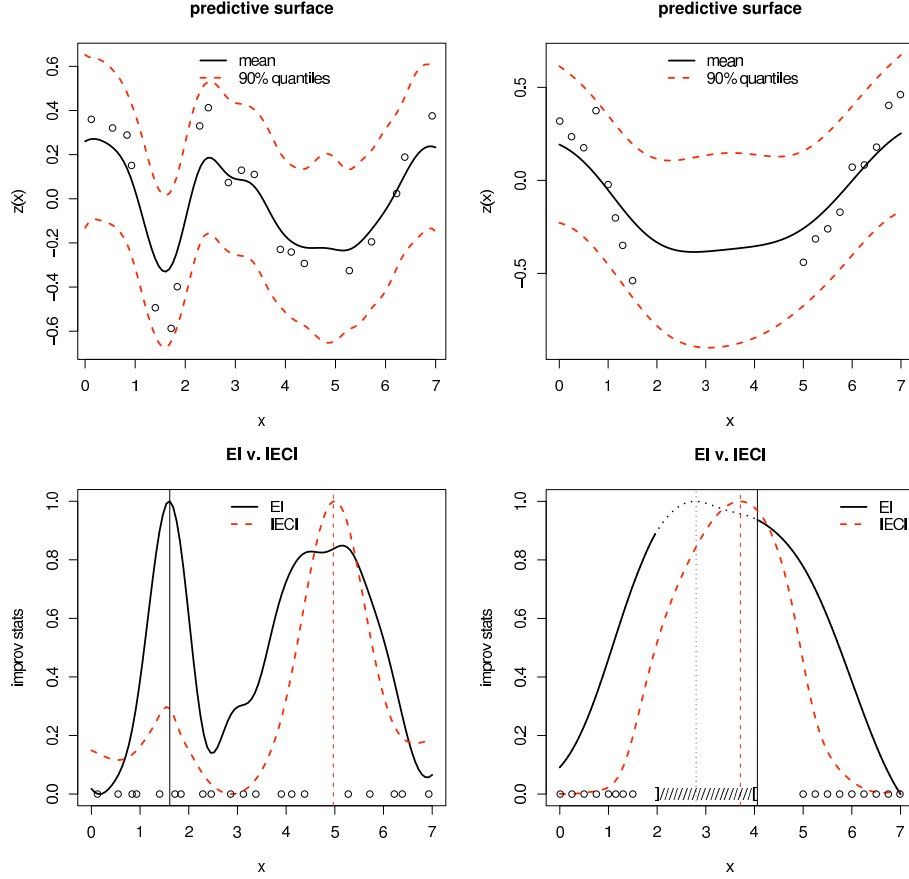 predictive surface
z(x)
0.6
0.4
0.2
0.0
−0.2
−0.4
−0.6
mean
90% quantiles
0 1 2 3 4 5 6 7
x
predictive surface
z(x)
0.5
0.0
−0.5
mean
90% quantiles
0 1 2 3 4 5 6 7
x
EI v. IECI
improv stats
1.0
0.8
0.6
0.4
0.2
0.0
EI
IECI
0 1 2 3 4 5 6 7
x
EI v. IECI
improv stats
1.0
0.8
0.6
0.4
0.2
0.0
EI
IECI
]////////////////////[
0 1 2 3 4 5 6 7
x